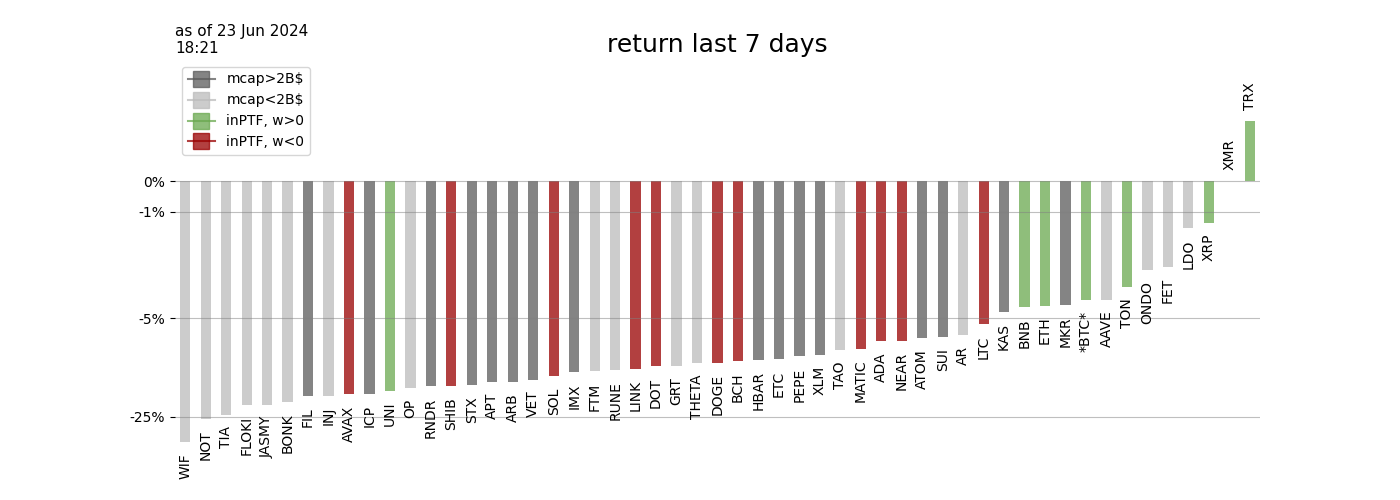 as of 23 Jun 2024
18:21
return last 7 days
mcap>2B$
mcap<2B$
inPTF, w>0
inPTF, w<0
0%
-1%
-5%
-25%
WIF
NOT
TIA
FLOKI
JASMY
BONK
FIL
INJ
AVAX
ICP
UNI
OP
RNDR
SHIB
STX
APT
ARB
VET
SOL
IMX
FTM
RUNE
LINK
DOT
GRT
THETA
DOGE
BCH
HBAR
ETC
PEPE
XLM
TAO
MATIC
ADA
NEAR
ATOM
SUI
AR
LTC
KAS
BNB
ETH
MKR
*BTC*
AAVE
TON
ONDO
FET
LDO
XRP
XMR
TRX